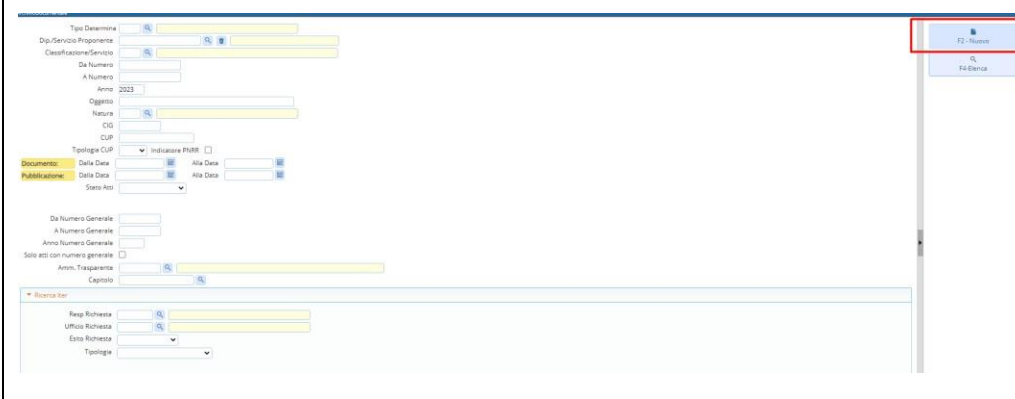 Tipo Determina
Dip./Servizio Proponente
Classificazione/Servizio
Da Numero
A Numero
Anno 2023
Oggetto
Natura
CIG
CUP
Tipologia CUP Indicatore PNRR
Documento: Dalla Data Alla Data
Pubblicazione: Dalla Data Alla Data
Stato Atti
Da Numero Generale
A Numero Generale
Anno Numero Generale
Solo atti con numero generale
Amm. Trasparente
Capitolo
Ricerca Iter
Resp Richiesta
Ufficio Richiesta
Esito Richiesta
Tipologia
F2 - Nuovo
F4-Elenca